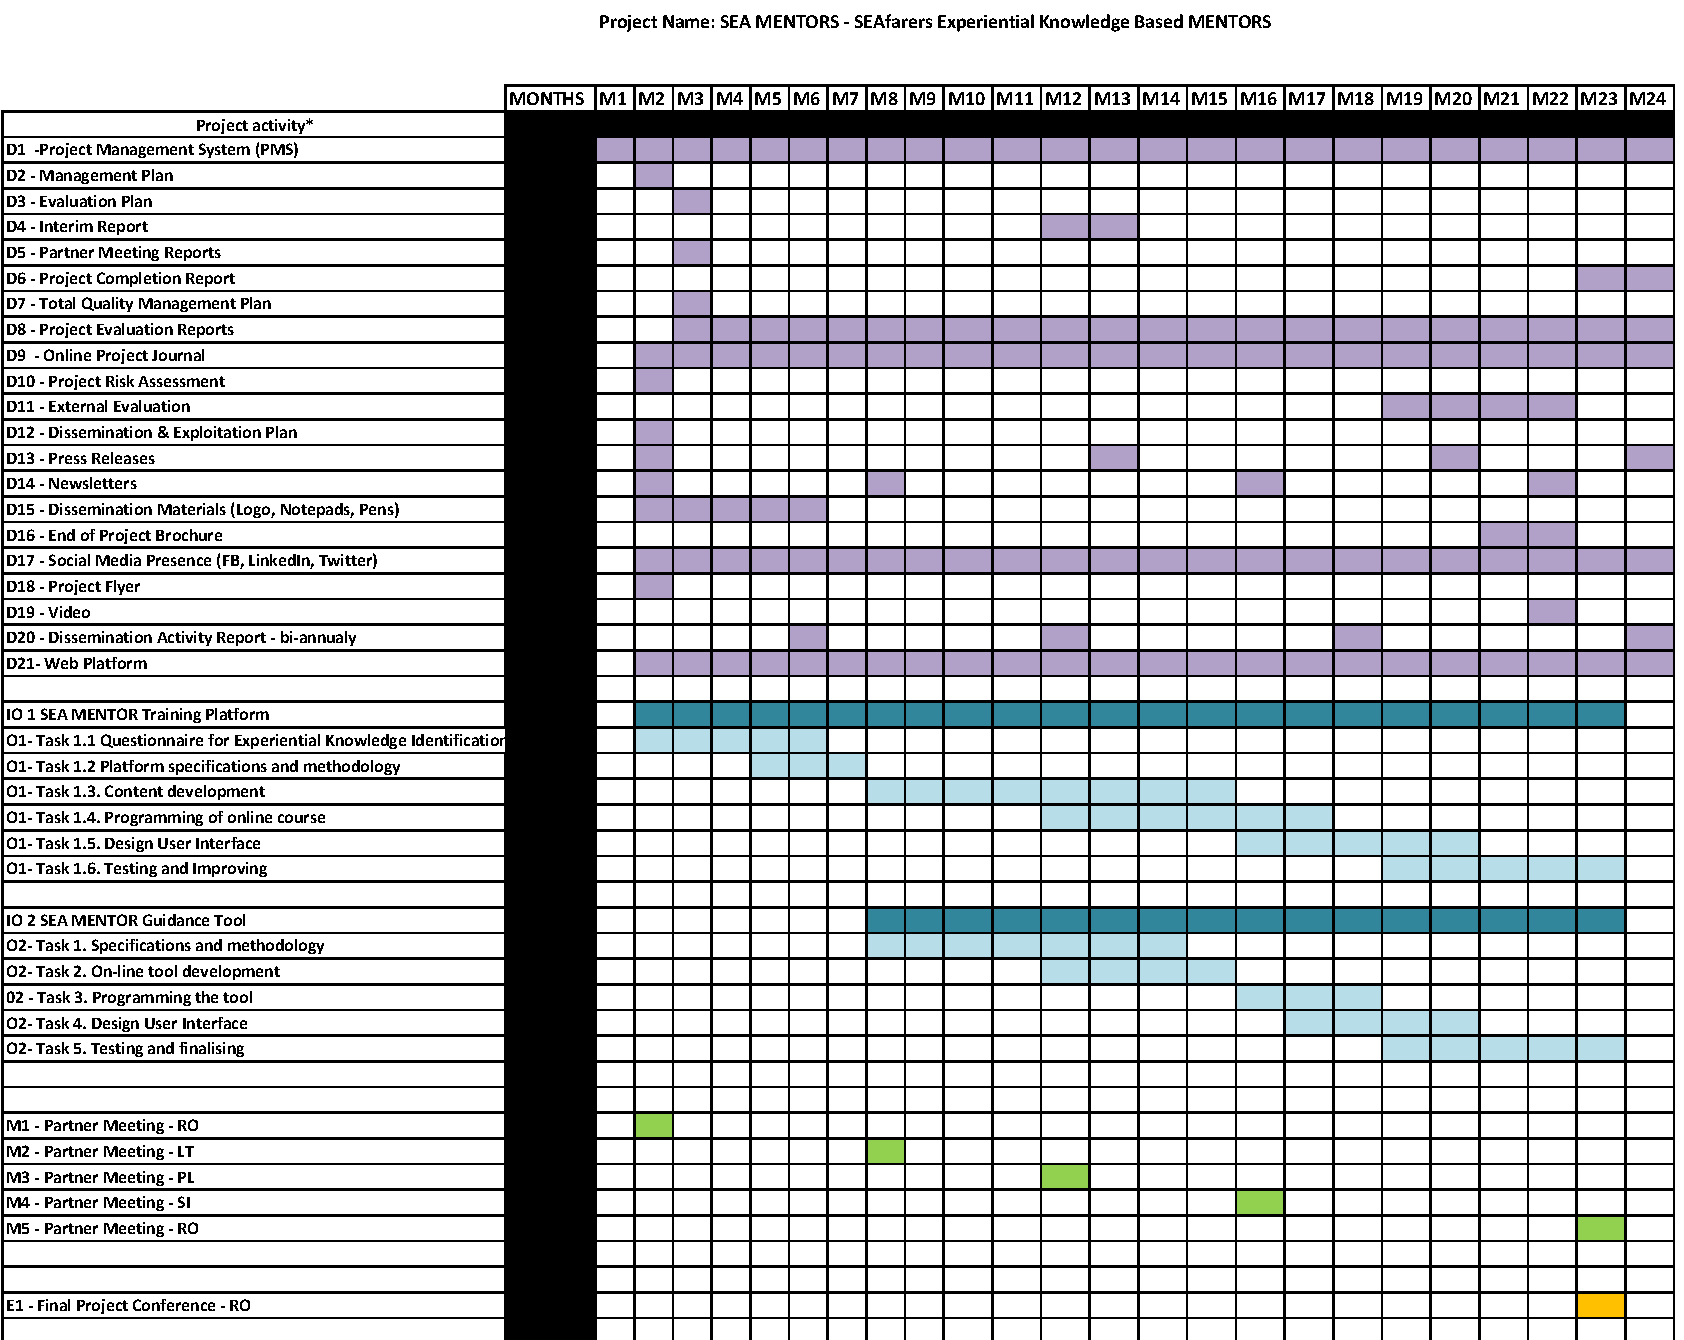 Project Name: SEA MENTORS - SEAfarers Experiential Knowledge Based MENTORS
MONTHS M1 M2 M3 M4 M5 M6 M7 M8 M9 M10 M11 M12 M13 M14 M15 M16 M17 M18 M19 M20 M21 M22 M23 M24
Project activity*
D1 -Project Management System (PMS)
D2 - Management Plan
D3 - Evaluation Plan
D4 - Interim Report
D5 - Partner Meeting Reports
D6 - Project Completion Report
D7 - Total Quality Management Plan
D8 - Project Evaluation Reports
D9 - Online Project Journal
D10 - Project Risk Assessment
D11 - External Evaluation
D12 - Dissemination & Exploitation Plan
D13 - Press Releases
D14 - Newsletters
D15 - Dissemination Materials (Logo, Notepads, Pens)
D16 - End of Project Brochure
D17 - Social Media Presence (FB, LinkedIn, Twitter)
D18 - Project Flyer
D19 - Video
D20 - Dissemination Activity Report - bi-annualy
D21- Web Platform
IO 1 SEA MENTOR Training Platform
O1- Task 1.1 Questionnaire for Experiential Knowledge Identification
O1- Task 1.2 Platform specifications and methodology
O1- Task 1.3. Content development
O1- Task 1.4. Programming of online course
O1- Task 1.5. Design User Interface
O1- Task 1.6. Testing and Improving
IO 2 SEA MENTOR Guidance Tool
O2- Task 1. Specifications and methodology
O2- Task 2. On-line tool development
02 - Task 3. Programming the tool
O2- Task 4. Design User Interface
O2- Task 5. Testing and finalising
M1 - Partner Meeting - RO
M2 - Partner Meeting - LT
M3 - Partner Meeting - PL
M4 - Partner Meeting - SI
M5 - Partner Meeting - RO
E1 - Final Project Conference - RO